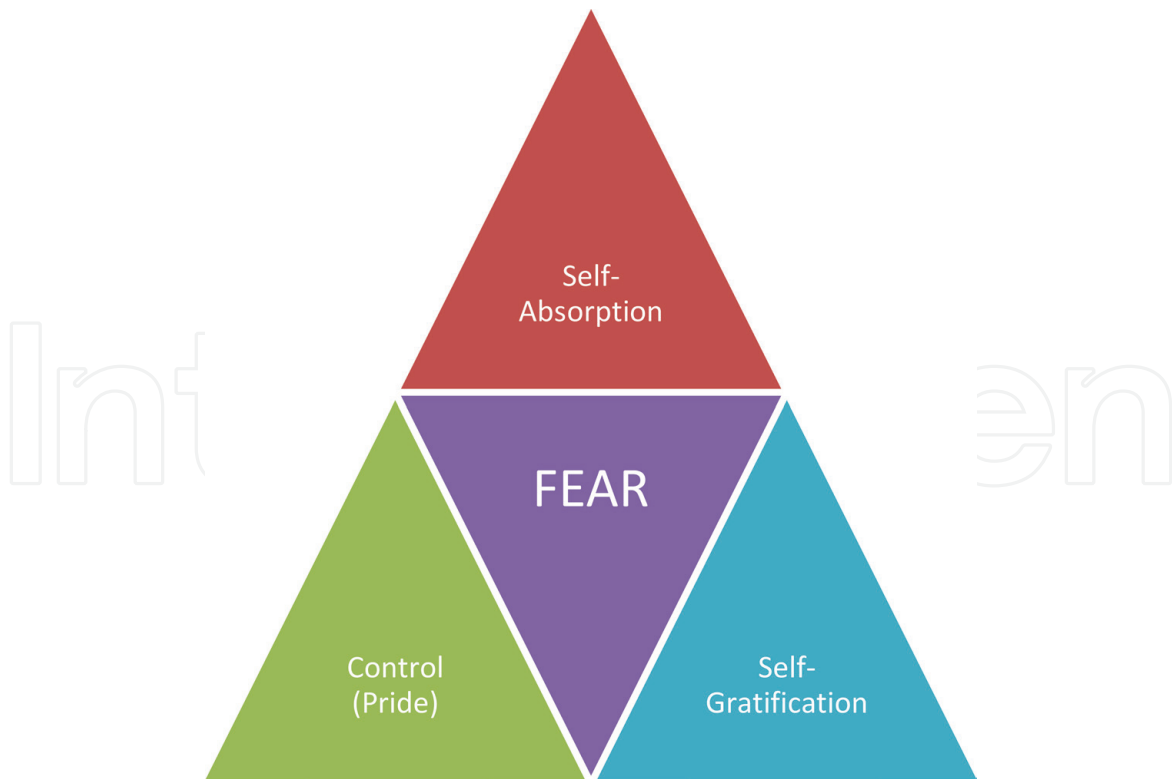 Self-
Absorption
FEAR
Control
(Pride)
Self-
Gratification